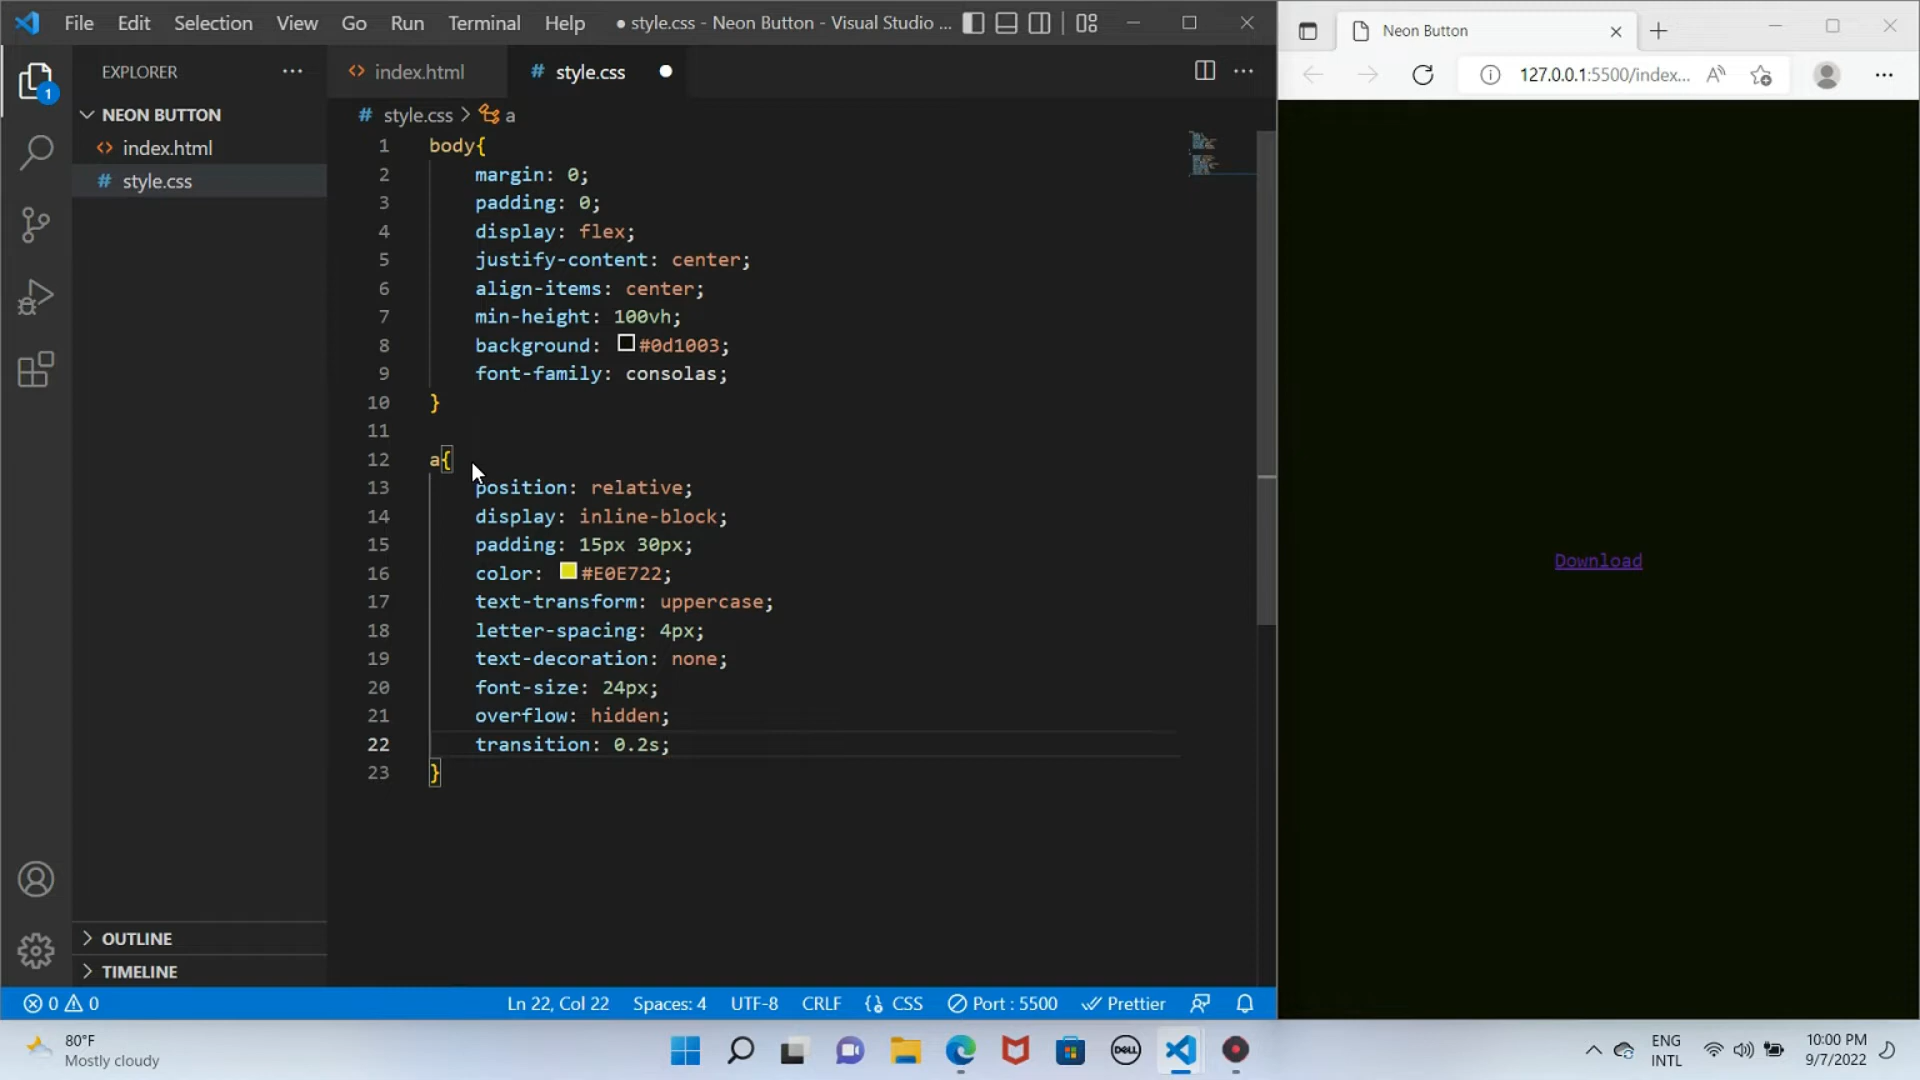 File Edit Selection View Go Run Terminal Help ● style.css - Neon Button - Visual Studio ...
Neon Button
127.0.0.1:5500/index...
EXPLORER
index.html
style.css
1
NEON BUTTON
index.html
style.css
style.css > a
1 body{
2 margin: 0;
3 padding: 0;
4 display: flex;
5 justify-content: center;
6 align-items: center;
7 min-height: 100vh;
8 background: #0d1003;
9 font-family: consolas;
10 }
11
12 a{
13 position: relative;
14 display: inline-block;
15 padding: 15px 30px;
16 color: #E0E722;
17 text-transform: uppercase;
18 letter-spacing: 4px;
19 text-decoration: none;
20 font-size: 24px;
21 overflow: hidden;
22 transition: 0.2s;
23 }
Download
OUTLINE
TIMELINE
0 0
Ln 22, Col 22 Spaces: 4 UTF-8 CRLF {} CSS Port : 5500 Prettier
80°F
Mostly cloudy
DELL
ENG
INTL
10:00 PM
9/7/2022